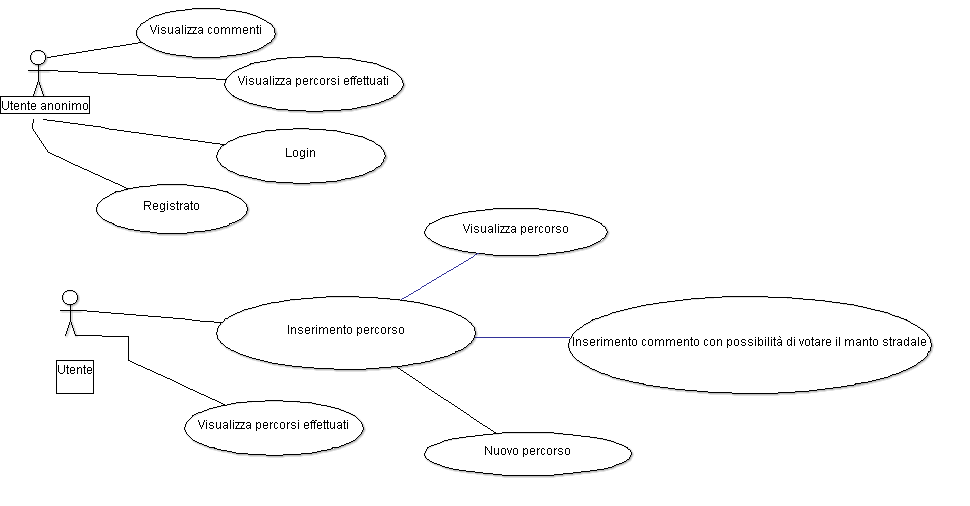 Visualizza commenti
Visualizza percorsi effettuati
Utente anonimo
Login
Registrato
Visualizza percorso
Inserimento percorso
Inserimento commento con possibilità di votare il manto stradale
Utente
Visualizza percorsi effettuati
Nuovo percorso